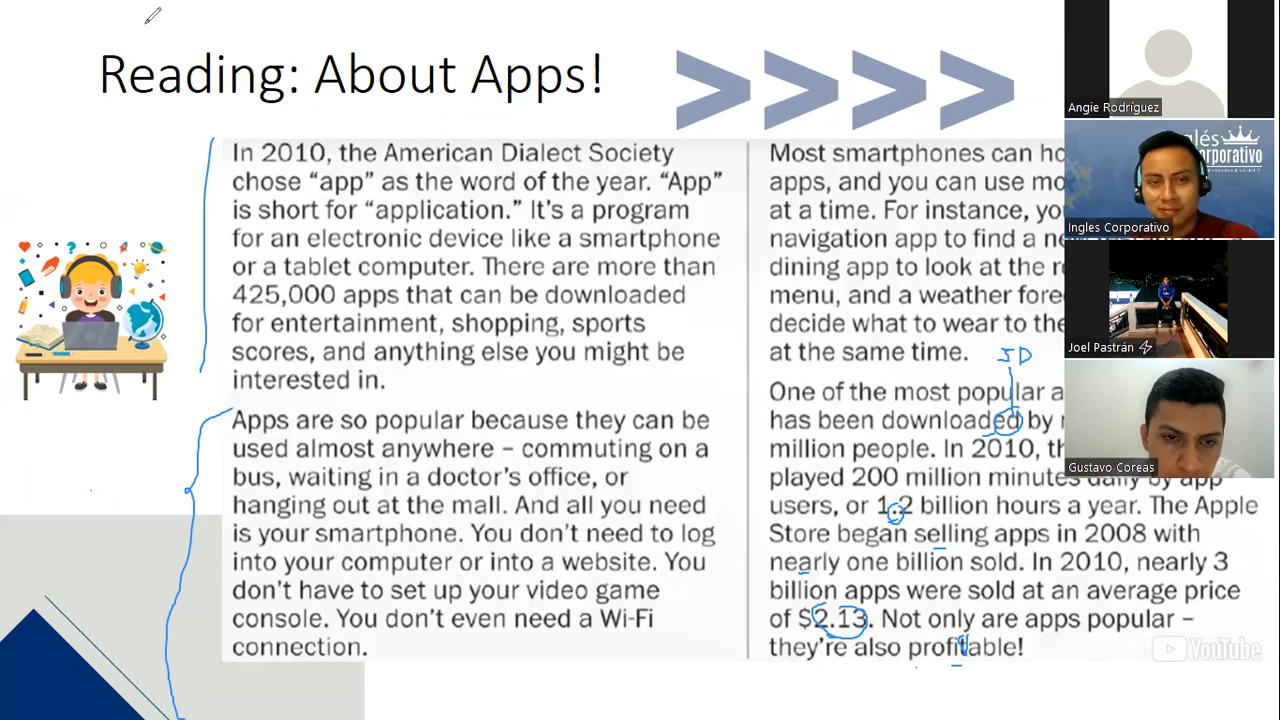 Reading: About Apps!
In 2010, the American Dialect Society
chose “app” as the word of the year. “App”
is short for “application.” It’s a program
for an electronic device like a smartphone
or a tablet computer. There are more than
425,000 apps that can be downloaded
for entertainment, shopping, sports
scores, and anything else you might be
interested in.
Apps are so popular because they can be
used almost anywhere – commuting on a
bus, waiting in a doctor’s office, or
hanging out at the mall. And all you need
is your smartphone. You don’t need to log
into your computer or into a website. You
don’t have to set up your video game
console. You don’t even need a Wi-Fi
connection.
Most smartphones can
apps, and you can use
at a time. For instance,
navigation app to find a
dining app to look at the
menu, and a weather
decide what to wear to the
at the same time.
One of the most popular
has been downloaded by
million people. In 2010,
played 200 million minutes daily by app
users, or 1.2 billion hours a year. The Apple
Store began selling apps in 2008 with
nearly one billion sold. In 2010, nearly 3
billion apps were sold at an average price
of $2.13. Not only are apps popular –
they’re also profitable!
YouTube
Angie Rodríguez
Inglés
Corporativo
Ingles Corporativo
Joel Pastrán
Gustavo Coreas